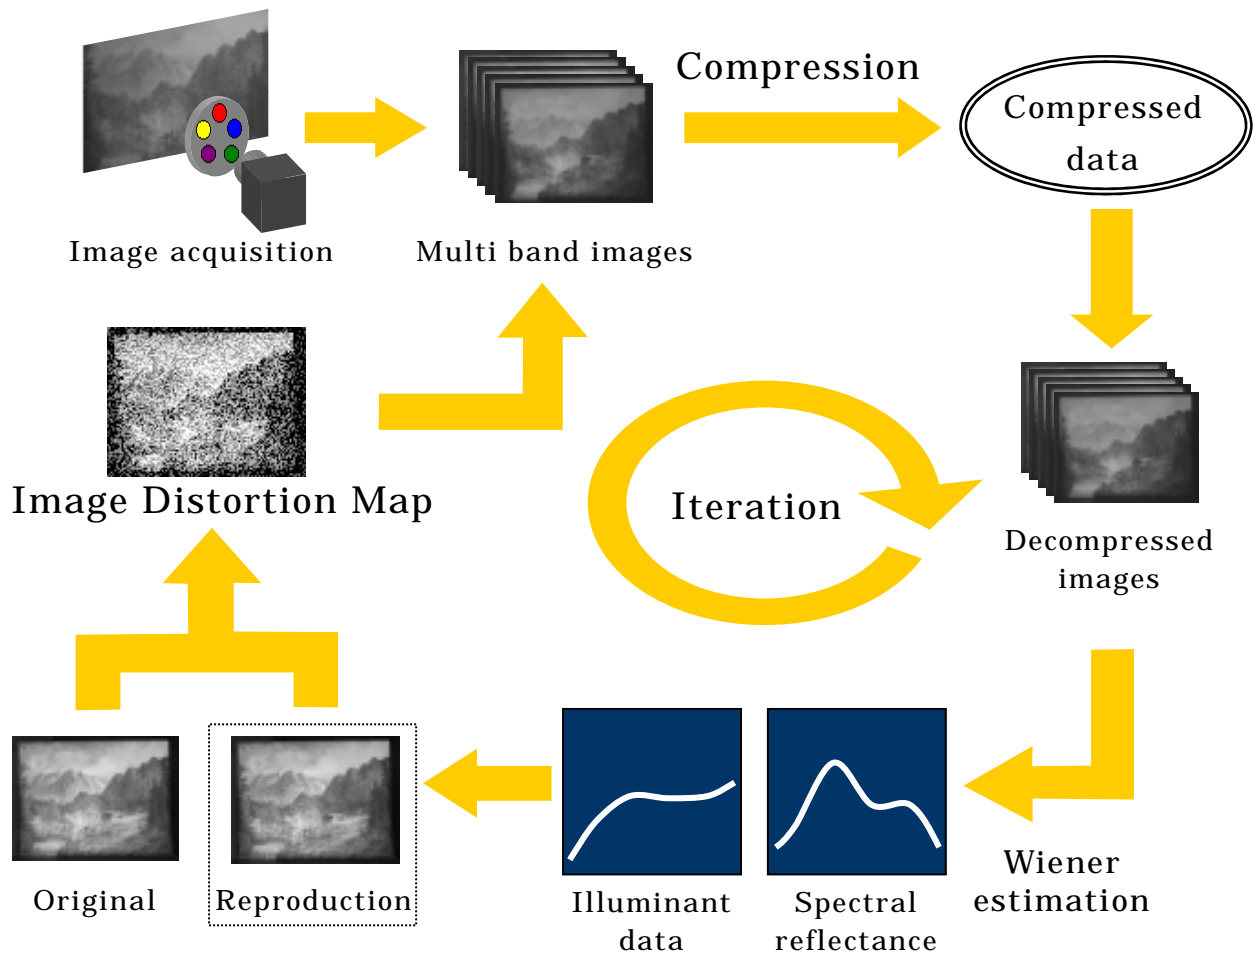 Compression
Compressed
data
Image acquisition
Multi band images
Image Distortion Map
Iteration
Decompressed
images
Original
Reproduction
Illuminant
data
Spectral
reflectance
Wiener
estimation